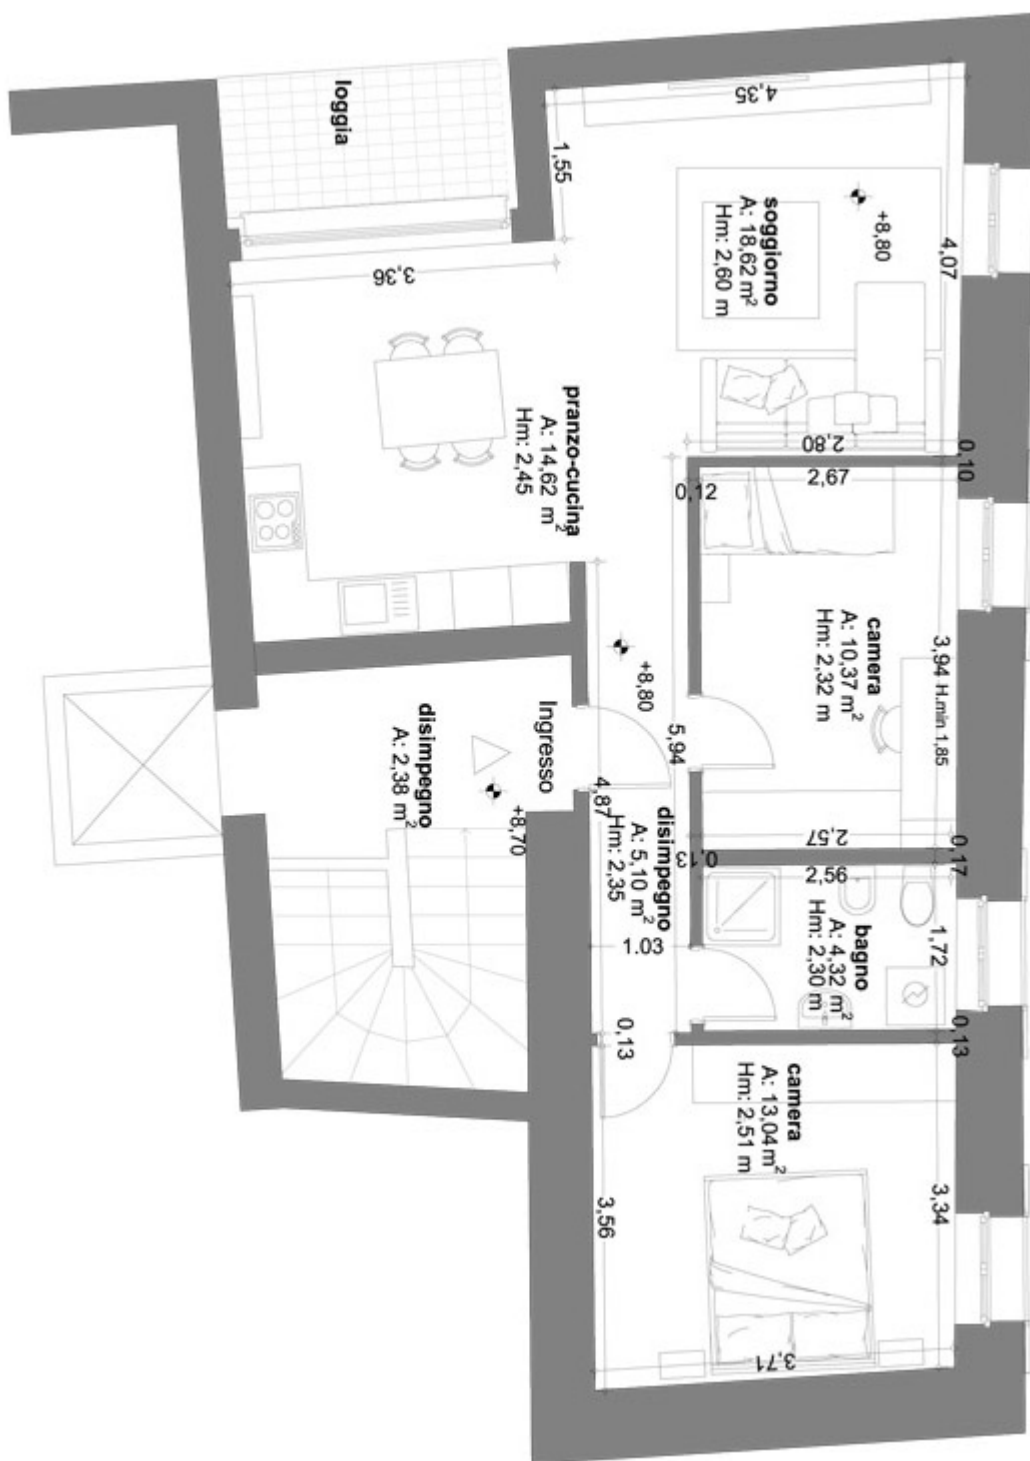 loggia
4,35
1,55
soggiorno
A: 18,62 m²
Hm: 2,60 m
+8,80
4,07
3,36
pranzo-cucina
A: 14,62 m²
Hm: 2,45
2,80
0,10
2,67
0,12
camera
A: 10,37 m²
Hm: 2,32 m
3,94 H.min 1,85
+8,80
5,94
Ingresso
disimpegno
A: 2,38 m²
+8,70
4,87
disimpegno
A: 5,10 m²
Hm: 2,35
2,57
0,13
0,17
2,56
bagno
A: 4,32 m²
Hm: 2,30 m
1,72
1.03
0,13
0,13
camera
A: 13,04 m²
Hm: 2,51 m
3,56
3,34
3,71